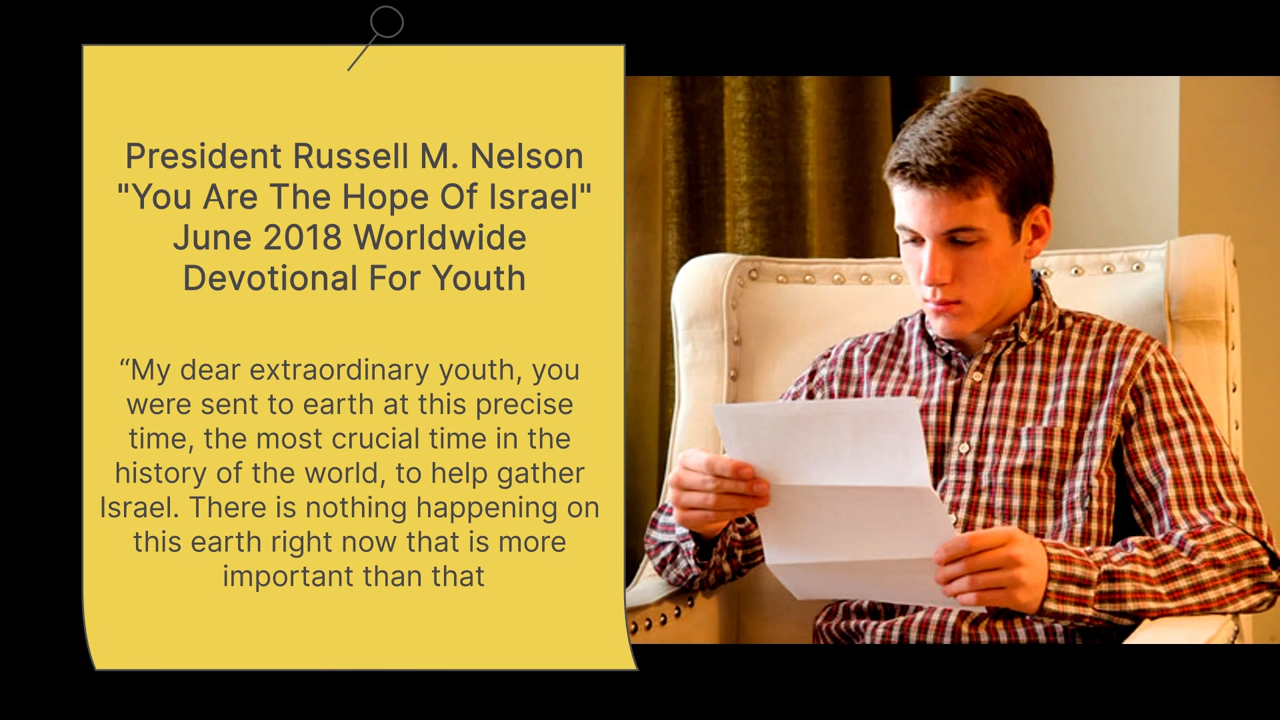 President Russell M. Nelson
"You Are The Hope Of Israel"
June 2018 Worldwide
Devotional For Youth
“My dear extraordinary youth, you
were sent to earth at this precise
time, the most crucial time in the
history of the world, to help gather
Israel. There is nothing happening on
this earth right now that is more
important than that